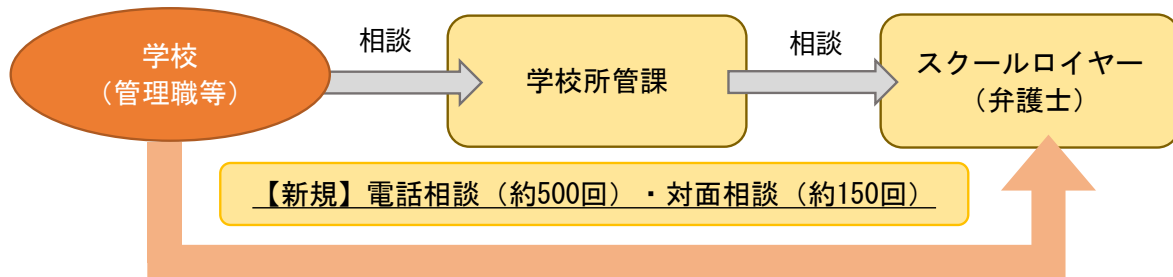 学校
(管理職等)
相談
学校所管課
相談
スクールロイヤー
(弁護士)
【新規】電話相談(約500回)・対面相談(約150回)